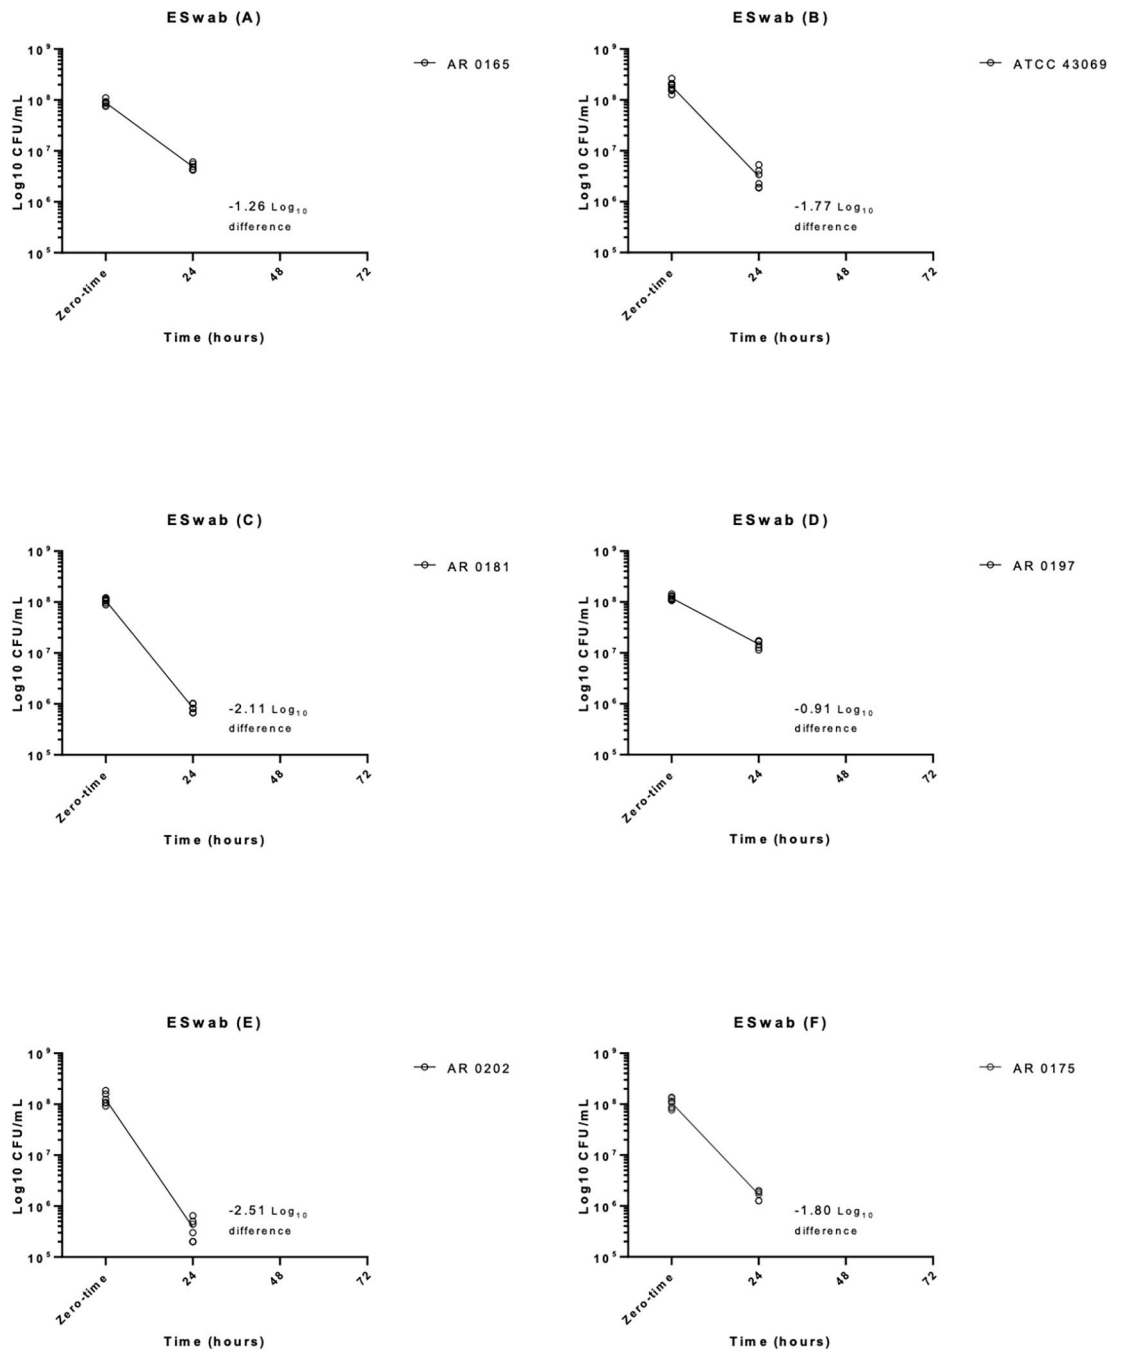 ESwab (A)
10⁹
10⁸
10⁷
10⁶
10⁵
Log10 CFU/mL
AR 0165
-1.26 Log₁₀
difference
Zero-time
24
48
72
Time (hours)
ESwab (B)
10⁹
10⁸
10⁷
10⁶
10⁵
Log10 CFU/mL
ATCC 43069
-1.77 Log₁₀
difference
Zero-time
24
48
72
Time (hours)
ESwab (C)
10⁹
10⁸
10⁷
10⁶
10⁵
Log10 CFU/mL
AR 0181
-2.11 Log₁₀
difference
Zero-time
24
48
72
Time (hours)
ESwab (D)
10⁹
10⁸
10⁷
10⁶
10⁵
Log10 CFU/mL
AR 0197
-0.91 Log₁₀
difference
Zero-time
24
48
72
Time (hours)
ESwab (E)
10⁹
10⁸
10⁷
10⁶
10⁵
Log10 CFU/mL
AR 0202
-2.51 Log₁₀
difference
Zero-time
24
48
72
Time (hours)
ESwab (F)
10⁹
10⁸
10⁷
10⁶
10⁵
Log10 CFU/mL
AR 0175
-1.80 Log₁₀
difference
Zero-time
24
48
72
Time (hours)